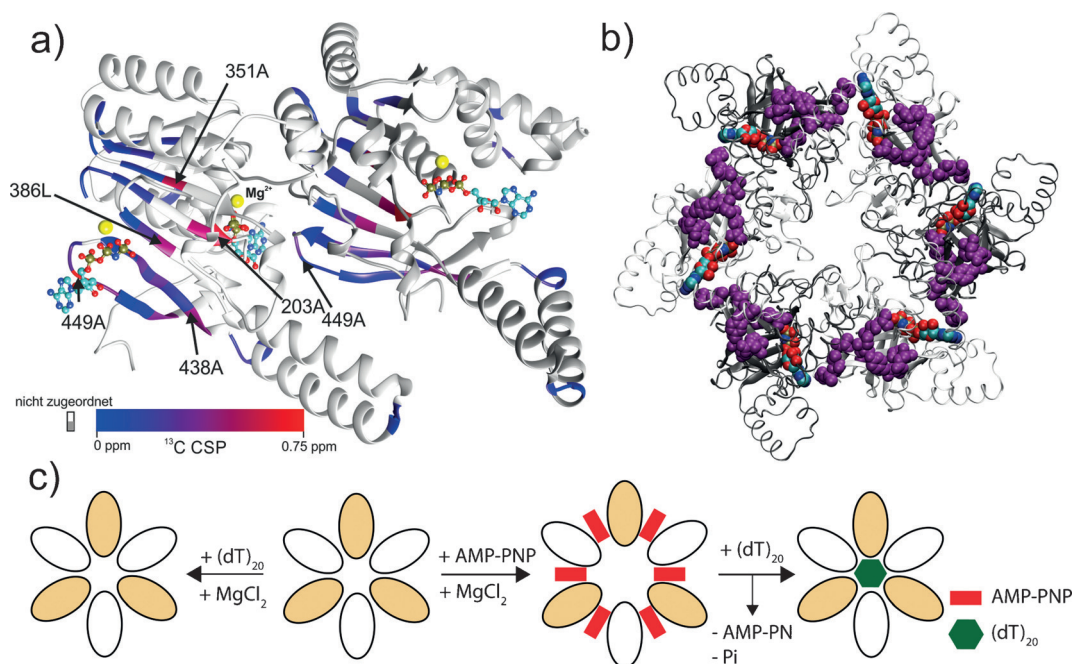 a)
351A
386L
Mg²⁺
449A
438A
203A
449A
nicht zugeordnet
0 ppm
¹³C CSP
0.75 ppm
b)
c)
+ (dT)₂₀
+ MgCl₂
+ AMP-PNP
+ MgCl₂
+ (dT)₂₀
- AMP-PN
- Pi
AMP-PNP
(dT)₂₀